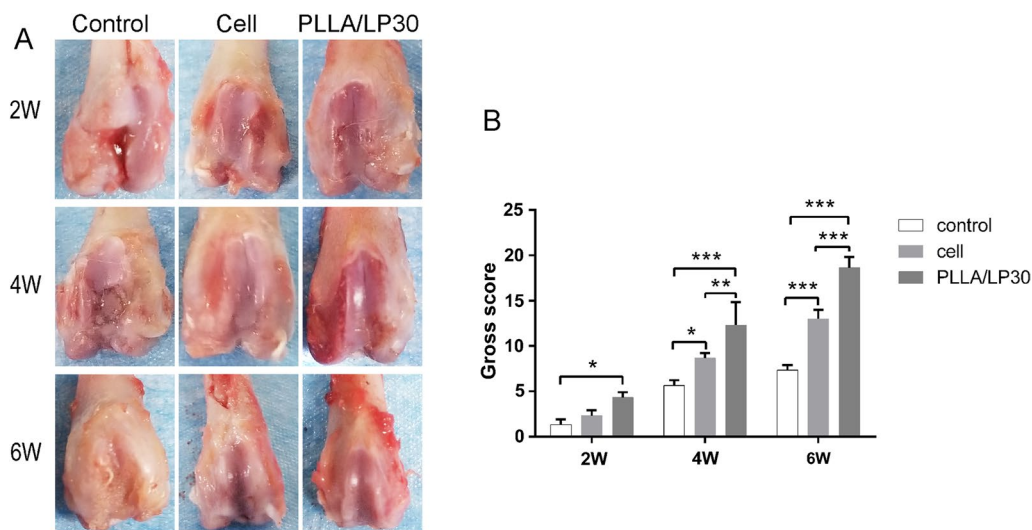 A
Control Cell PLLA/LP30
2W
4W
6W
B
Gross score
25
20
15
10
5
0
*
*
***
**
***
***
***
2W 4W 6W
control
cell
PLLA/LP30